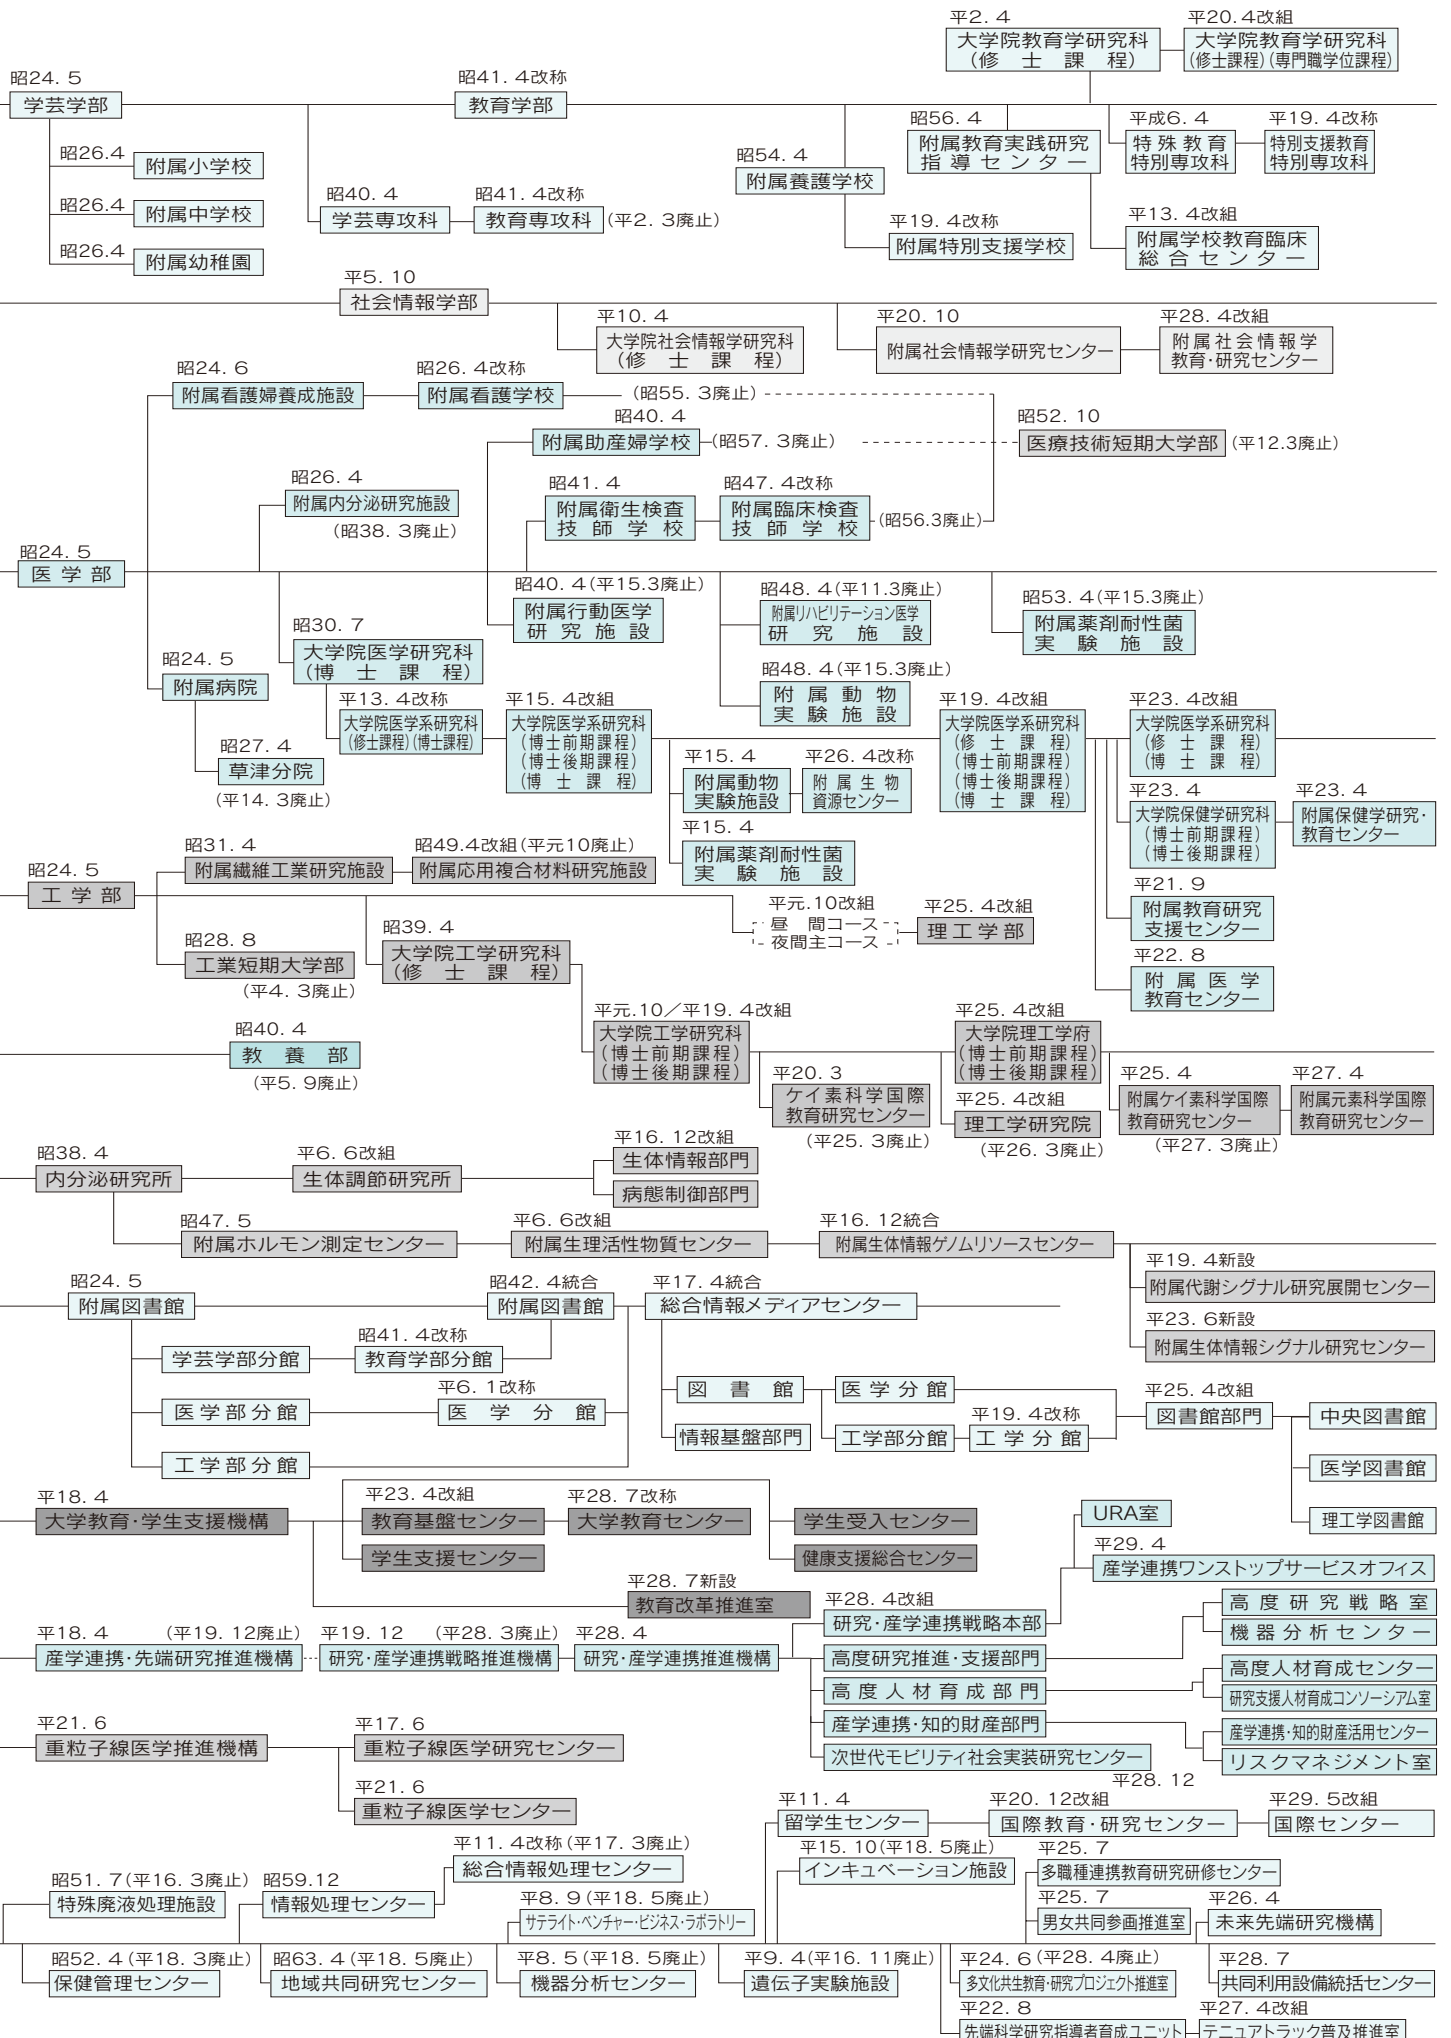 平2. 4
大学院教育学研究科
(修 士 課 程)
平20. 4改組
大学院教育学研究科
(修士課程)(専門職学位課程)
昭24. 5
学芸学部
昭41. 4改称
教育学部
昭26.4
附属小学校
昭26.4
附属中学校
昭26.4
附属幼稚園
昭40. 4
学芸専攻科
昭41. 4改称
教育専攻科
(平2. 3廃止)
昭54. 4
附属養護学校
平19. 4改称
附属特別支援学校
昭56. 4
附属教育実践研究
指導センター
平成6. 4
特殊教育
特別専攻科
平19. 4改称
特別支援教育
特別専攻科
平13. 4改組
附属学校教育臨床
総合センター
平5. 10
社会情報学部
平10. 4
大学院社会情報学研究科
(修 士 課 程)
平20. 10
附属社会情報学研究センター
平28. 4改組
附属社会情報学
教育・研究センター
昭24. 6
附属看護婦養成施設
昭26. 4改称
附属看護学校
(昭55. 3廃止)
昭40. 4
附属助産婦学校
(昭57. 3廃止)
昭52. 10
医療技術短期大学部
(平12.3廃止)
昭26. 4
附属内分泌研究施設
(昭38. 3廃止)
昭41. 4
附属衛生検査
技師学校
昭47. 4改称
附属臨床検査
技師学校
(昭56.3廃止)
昭24. 5
医学部
昭40. 4(平15.3廃止)
附属行動医学
研究施設
昭48. 4(平11.3廃止)
附属リハビリテーション医学
研究施設
昭53. 4(平15.3廃止)
附属薬剤耐性菌
実験施設
昭30. 7
大学院医学研究科
(博 士 課 程)
昭24. 5
附属病院
昭48. 4(平15.3廃止)
附属動物
実験施設
昭27. 4
草津分院
(平14. 3廃止)
平13. 4改称
大学院医学系研究科
(修士課程)(博士課程)
平15. 4改組
大学院医学系研究科
(博士前期課程)
(博士後期課程)
(博 士 課 程)
平15. 4
附属動物
実験施設
平26. 4改称
附属生物
資源センター
平15. 4
附属薬剤耐性菌
実験施設
平19. 4改組
大学院医学系研究科
(修 士 課 程)
(博士前期課程)
(博士後期課程)
(博 士 課 程)
平23. 4改組
大学院医学系研究科
(修 士 課 程)
(博 士 課 程)
平23. 4
大学院保健学研究科
(博士前期課程)
(博士後期課程)
平23. 4
附属保健学研究・
教育センター
平21. 9
附属教育研究
支援センター
平22. 8
附属医学
教育センター
昭24. 5
工学部
昭31. 4
附属繊維工業研究施設
昭49.4改組(平元10廃止)
附属応用複合材料研究施設
昭28. 8
工業短期大学部
(平4. 3廃止)
昭39. 4
大学院工学研究科
(修 士 課 程)
平元. 10改組
昼 間コース
夜間主コース
平25. 4改組
理工学部
昭40. 4
教養部
(平5. 9廃止)
平元.10／平19. 4改組
大学院工学研究科
(博士前期課程)
(博士後期課程)
平20. 3
ケイ素科学国際
教育研究センター
(平25. 3廃止)
平25. 4改組
大学院理工学府
(博士前期課程)
(博士後期課程)
平25. 4改組
理工学研究院
(平26. 3廃止)
平25. 4
附属ケイ素科学国際
教育研究センター
(平27. 3廃止)
平27. 4
附属元素科学国際
教育研究センター
昭38. 4
内分泌研究所
平6. 6改組
生体調節研究所
平16. 12改組
生体情報部門
病態制御部門
昭47. 5
附属ホルモン測定センター
平6. 6改組
附属生理活性物質センター
平16. 12統合
附属生体情報ゲノムリソースセンター
平19. 4新設
附属代謝シグナル研究展開センター
平23. 6新設
附属生体情報シグナル研究センター
昭24. 5
附属図書館
昭42. 4統合
附属図書館
平17. 4統合
総合情報メディアセンター
学芸学部分館
昭41. 4改称
教育学部分館
医学部分館
平6. 1改称
医学分館
工学部分館
図書館
情報基盤部門
医学分館
工学部分館
平19. 4改称
工学分館
平25. 4改組
図書館部門
中央図書館
医学図書館
理工学図書館
平18. 4
大学教育・学生支援機構
平23. 4改組
教育基盤センター
平28. 7改称
大学教育センター
学生受入センター
学生支援センター
健康支援総合センター
平28. 7新設
教育改革推進室
URA室
平29. 4
産学連携ワンストップサービスオフィス
平18. 4 (平19. 12廃止)
産学連携・先端研究推進機構
平19. 12 (平28. 3廃止)
研究・産学連携戦略推進機構
平28. 4
研究・産学連携推進機構
平28. 4改組
研究・産学連携戦略本部
高度研究推進・支援部門
高度人材育成部門
産学連携・知的財産部門
次世代モビリティ社会実装研究センター
平28. 12
高度研究戦略室
機器分析センター
高度人材育成センター
研究支援人材育成コンソーシアム室
産学連携・知的財産活用センター
リスクマネジメント室
平21. 6
重粒子線医学推進機構
平17. 6
重粒子線医学研究センター
平21. 6
重粒子線医学センター
平11. 4
留学生センター
平20. 12改組
国際教育・研究センター
平29. 5改組
国際センター
昭51. 7(平16. 3廃止)
特殊廃液処理施設
昭59.12
情報処理センター
平11. 4改称(平17. 3廃止)
総合情報処理センター
平8. 9(平18. 5廃止)
サテライト・ベンチャー・ビジネス・ラボラトリー
平15. 10(平18. 5廃止)
インキュベーション施設
平25. 7
多職種連携教育研究研修センター
平25. 7
男女共同参画推進室
平26. 4
未来先端研究機構
昭52. 4(平18. 3廃止)
保健管理センター
昭63. 4(平18. 5廃止)
地域共同研究センター
平8. 5(平18. 5廃止)
機器分析センター
平9. 4(平16. 11廃止)
遺伝子実験施設
平24. 6(平28. 4廃止)
多文化共生教育・研究プロジェクト推進室
平28. 7
共同利用設備統括センター
平22. 8
先端科学研究指導者育成ユニット
平27. 4改組
テニュアトラック普及推進室